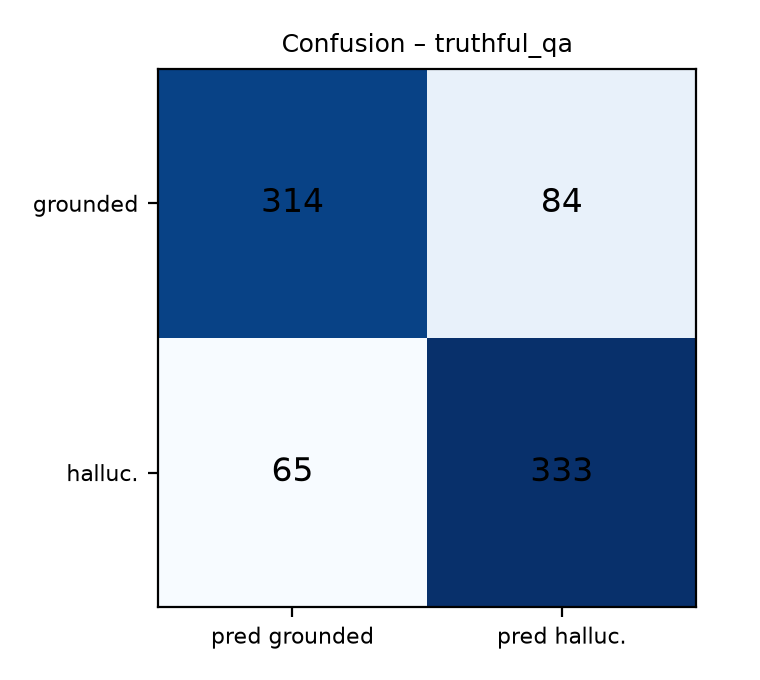 Confusion – truthful_qa
grounded
314
84
halluc.
65
333
pred grounded
pred halluc.